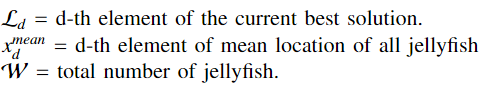 ℒ_d = d-th element of the current best solution.
x_d^{mean} = d-th element of mean location of all jellyfish
𝒲 = total number of jellyfish.